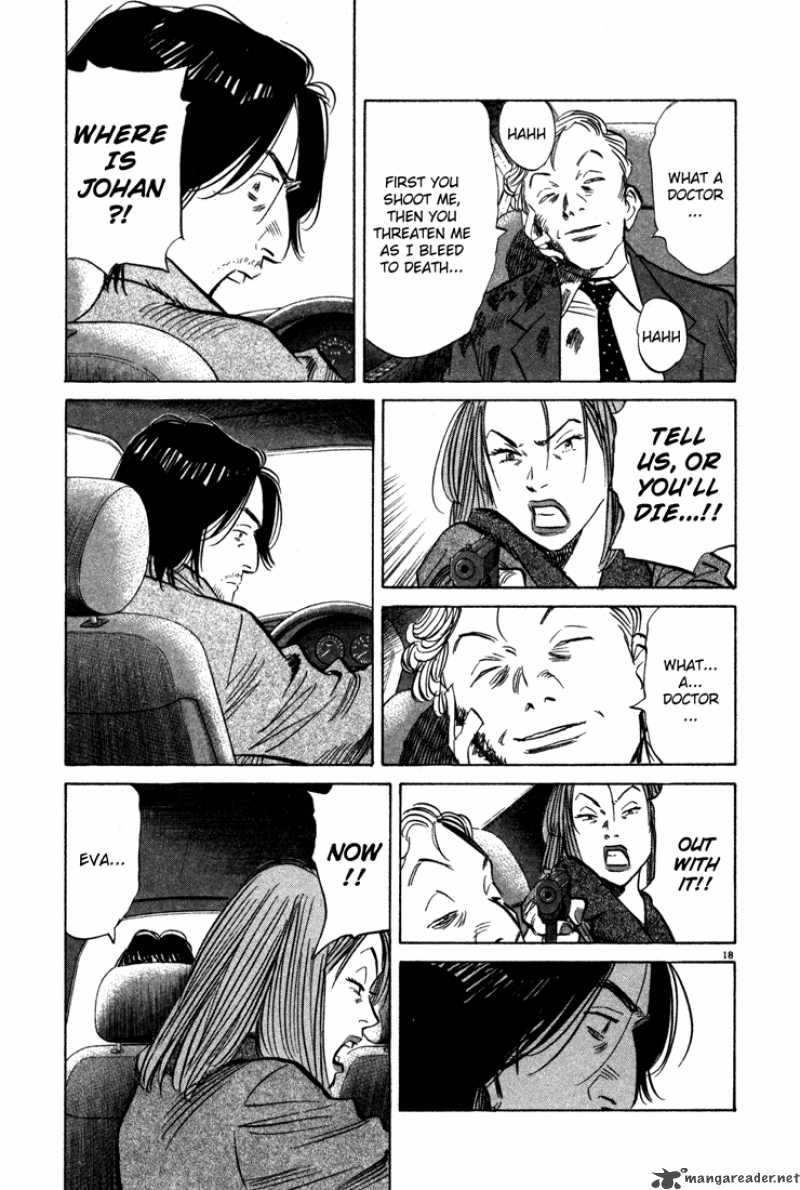 WHAT A
DOCTOR
...
HAHH
FIRST YOU
SHOOT ME,
THEN YOU
THREATEN ME
AS I BLEED
TO DEATH...
HAHH
WHERE
IS
JOHAN
?!
TELL
US, OR
YOU'LL
DIE...!!
WHAT...
A...
DOCTOR
...
OUT
WITH
IT!!
NOW
!!
EVA...
18
mangareader.net